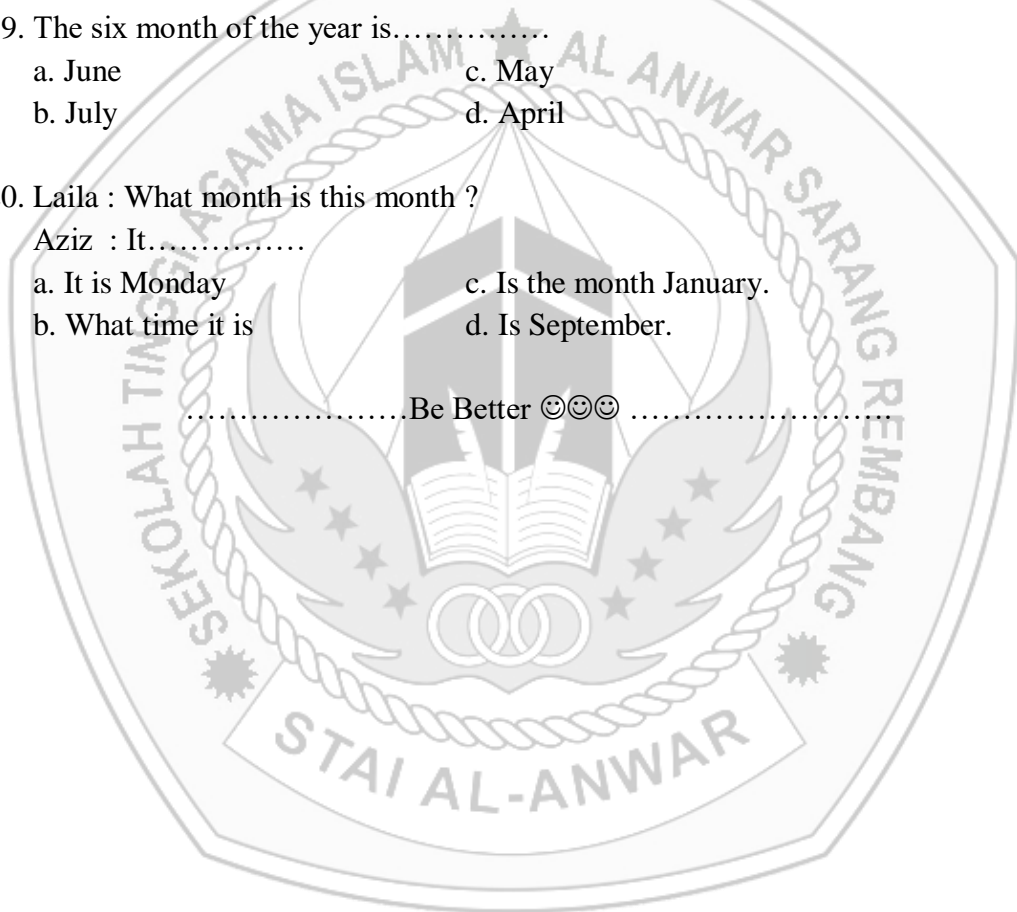 9. The six month of the year is……………
a. June c. May
b. July d. April
0. Laila : What month is this month ?
Aziz : It……………
a. It is Monday c. Is the month January.
b. What time it is d. Is September.
…………………Be Better ☺☺☺ …………………….
SEKOLAH TINGGI AGAMA ISLAM AL ANWAR SARANG REMBANG
STAI AL-ANWAR